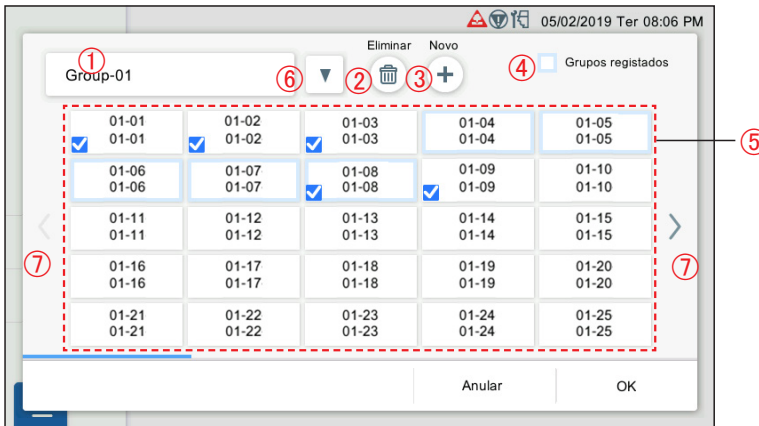 05/02/2019 Ter 08:06 PM
Eliminar Novo
① Group-01 ⑥ ▼ ② ③ + ④ Grupos registados
01-01 01-02 01-03 01-04 01-05
01-01 01-02 01-03 01-04 01-05
⑤
01-06 01-07 01-08 01-09 01-10
01-06 01-07 01-08 01-09 01-10
01-11 01-12 01-13 01-14 01-15
01-11 01-12 01-13 01-14 01-15
⑦ ⑦
01-16 01-17 01-18 01-19 01-20
01-16 01-17 01-18 01-19 01-20
01-21 01-22 01-23 01-24 01-25
01-21 01-22 01-23 01-24 01-25
Anular OK